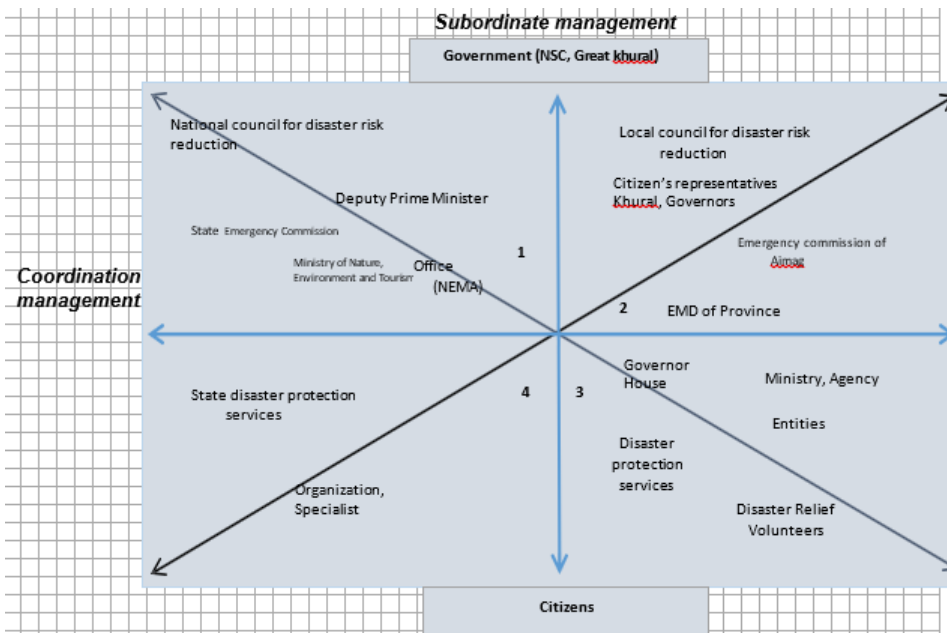 Subordinate management
Government (NSC, Great khural)
National council for disaster risk
reduction
Local council for disaster risk
reduction
Deputy Prime Minister
Citizen's representatives
Khural, Governors
State Emergency Commission
Emergency commission of
Aimag
Ministry of Nature,
Environment and Tourism
Office
(NEMA)
1
Coordination
management
2
EMD of Province
Governor
House
Ministry, Agency
State disaster protection
services
4
3
Entities
Disaster
protection
services
Organization,
Specialist
Disaster Relief
Volunteers
Citizens